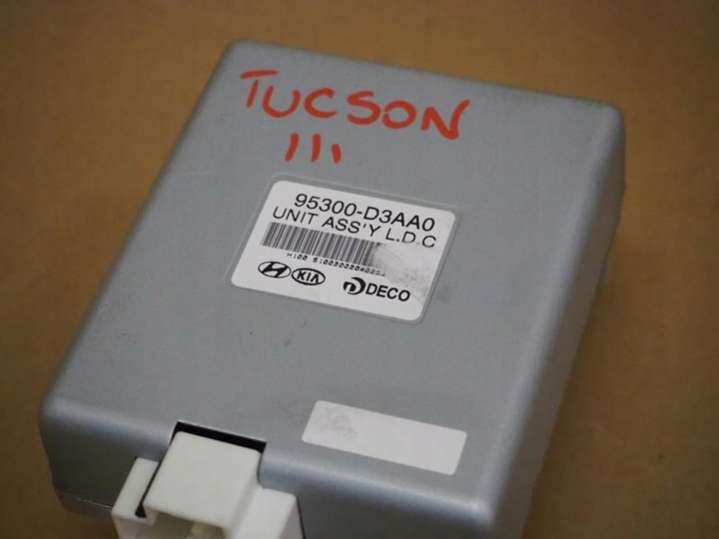 TUCSON
III
95300-D3AA0
UNIT ASS'Y L.D.C
KIA DECO